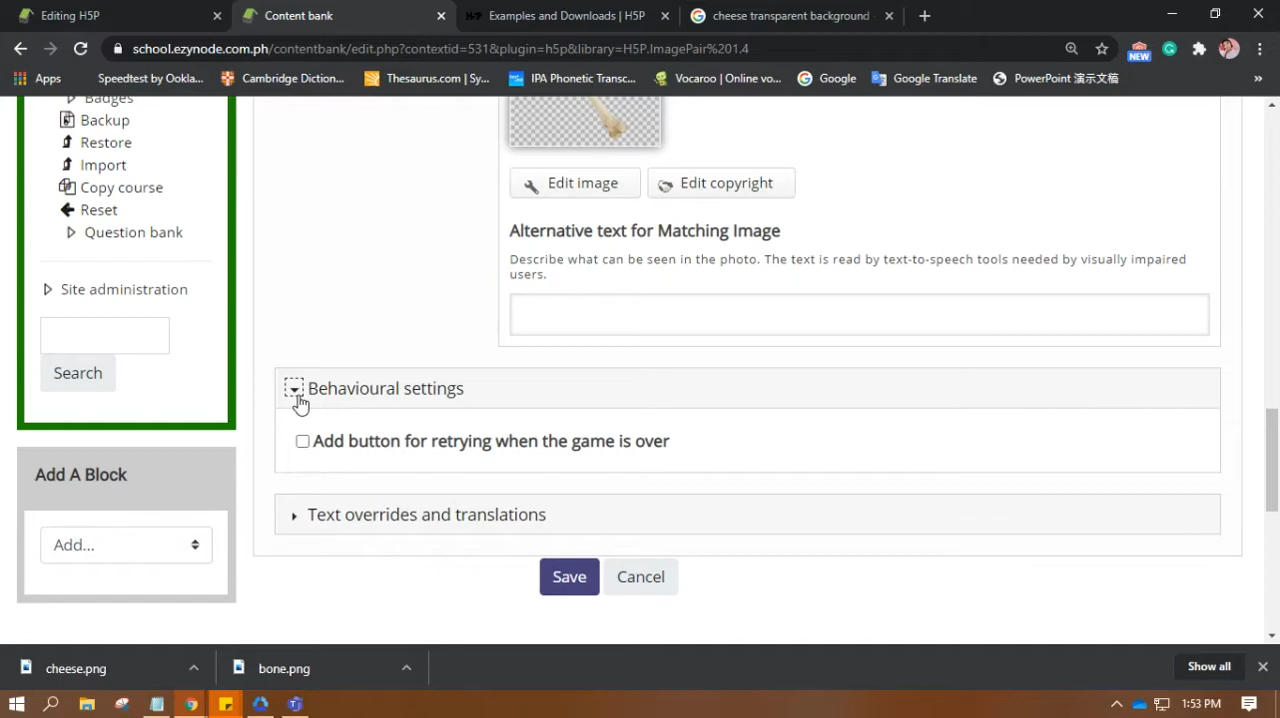 Editing H5P
Content bank
Examples and Downloads | H5P
cheese transparent background
school.ezynode.com.ph/contentbank/edit.php?contextid=531&plugin=h5p&library=H5P.ImagePair%201.4
NEW
Apps
Speedtest by Ookla...
Cambridge Diction...
Thesaurus.com | Sy...
IPA Phonetic Transc...
Vocaroo | Online vo...
Google
Google Translate
PowerPoint 演示文稿
Badges
Backup
Restore
Import
Copy course
Reset
Question bank
Site administration
Search
Add A Block
Add...
Edit image
Edit copyright
Alternative text for Matching Image
Describe what can be seen in the photo. The text is read by text-to-speech tools needed by visually impaired
users.
Behavioural settings
Add button for retrying when the game is over
Text overrides and translations
Save
Cancel
cheese.png
bone.png
Show all
1:53 PM